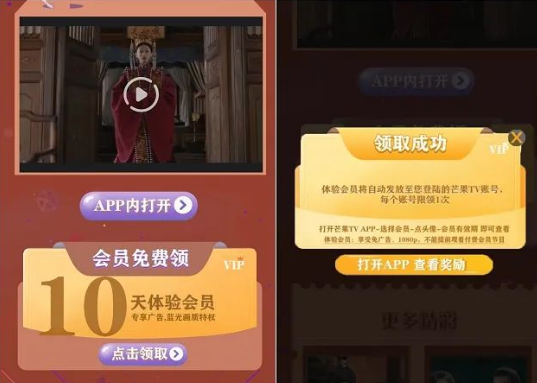 APP内打开
会员免费领
VIP
10
天体验会员
专享广告,蓝光画质特权
点击领取
APP内打开
领取成功
VIP
体验会员将自动发放至您登陆的芒果TV账号，
每个账号限领1次
打开芒果TV APP-选择会员-点头像-会员有效期 即可查看
体验会员：享受免广告、1080p、不能提前观看付费会员节目
打开APP 查看奖励
更多精彩